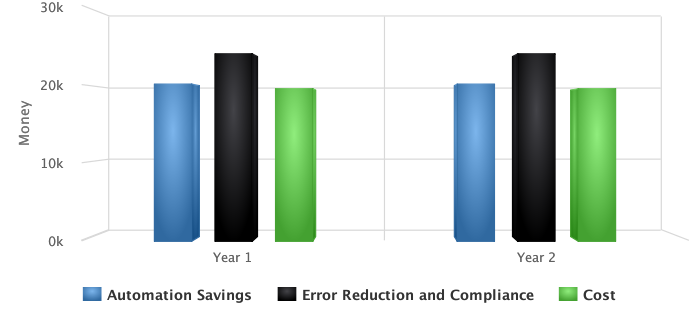 30k
20k
10k
0k
Money
Year 1
Year 2
Automation Savings
Error Reduction and Compliance
Cost